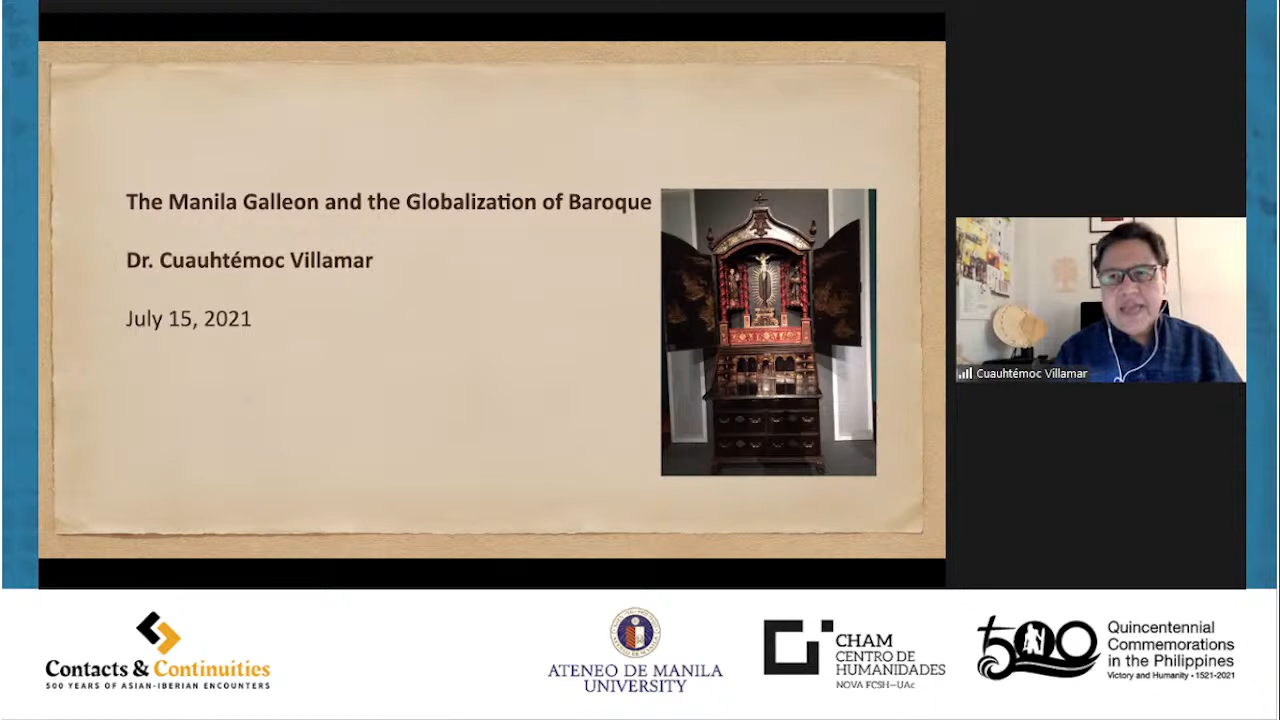 The Manila Galleon and the Globalization of Baroque
Dr. Cuauhtémoc Villamar
July 15, 2021
Cuauhtémoc Villamar
Contacts & Continuities
500 YEARS OF ASIAN-IBERIAN ENCOUNTERS
ATENEO DE MANILA
UNIVERSITY
CHAM
CENTRO DE
HUMANIDADES
NOVA FCSH—UAc
500
Quincentennial
Commemorations
in the Philippines
Victory and Humanity • 1521-2021